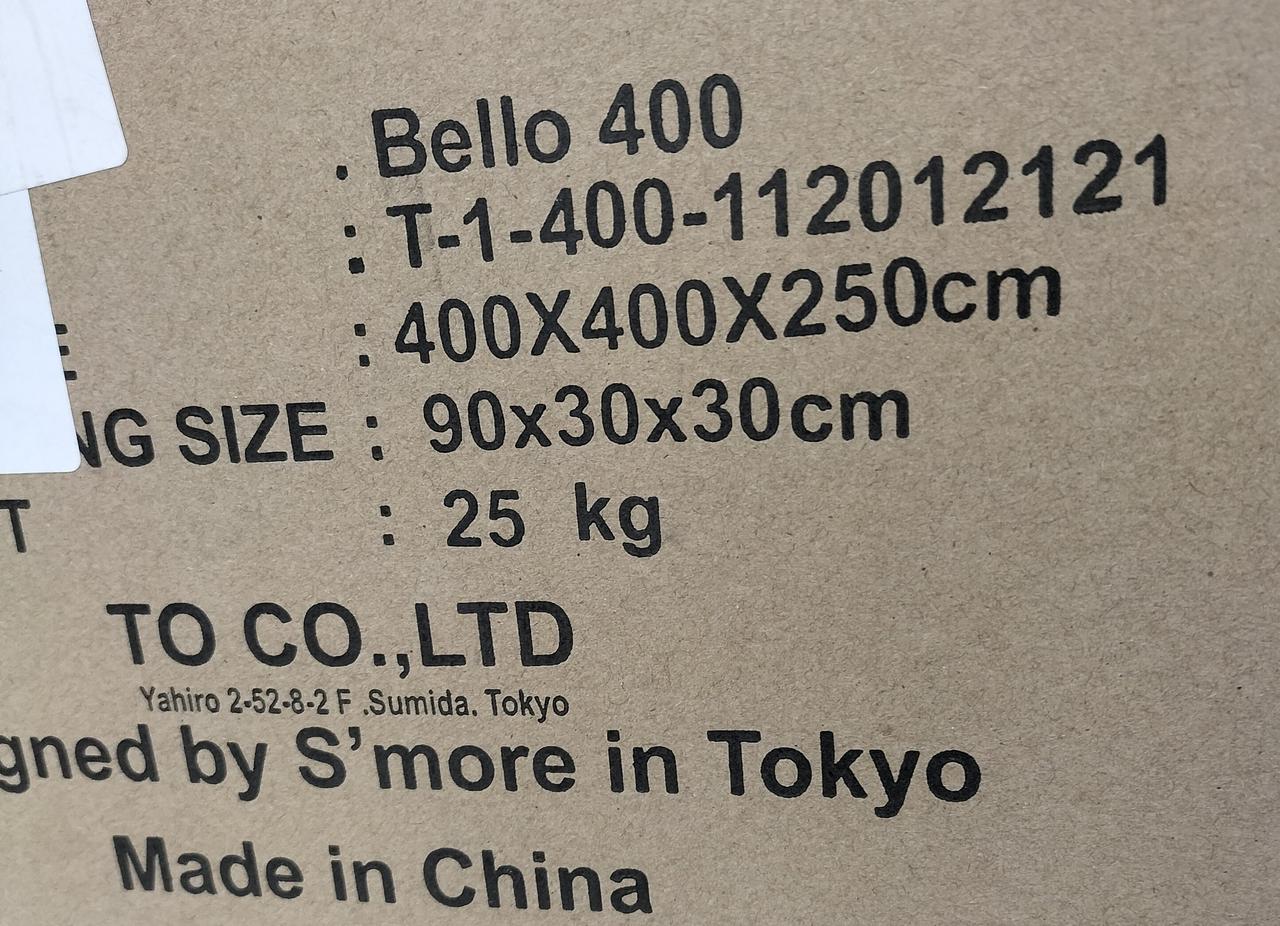 : Bello 400
: T-1-400-112012121
: 400X400X250cm
NG SIZE : 90x30x30cm
T : 25 kg
TO CO.,LTD
Yahiro 2-52-8-2 F .Sumida. Tokyo
gned by S’more in Tokyo
Made in China